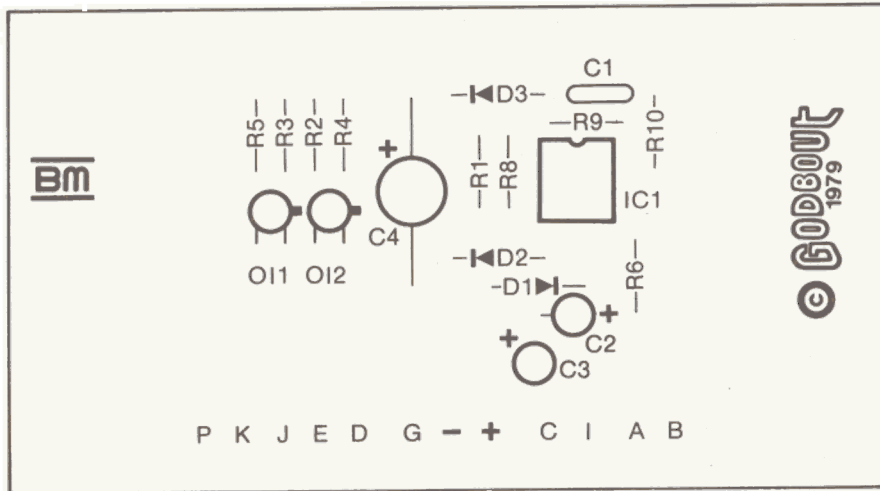 C1
D3
R5
R3
R2
R4
R9
R10
BM
R1
R8
+
IC1
C4
© GODBOUT
1979
D2
OI1 OI2
R6
D1
+
C2
+
C3
P K J E D G − + C I A B